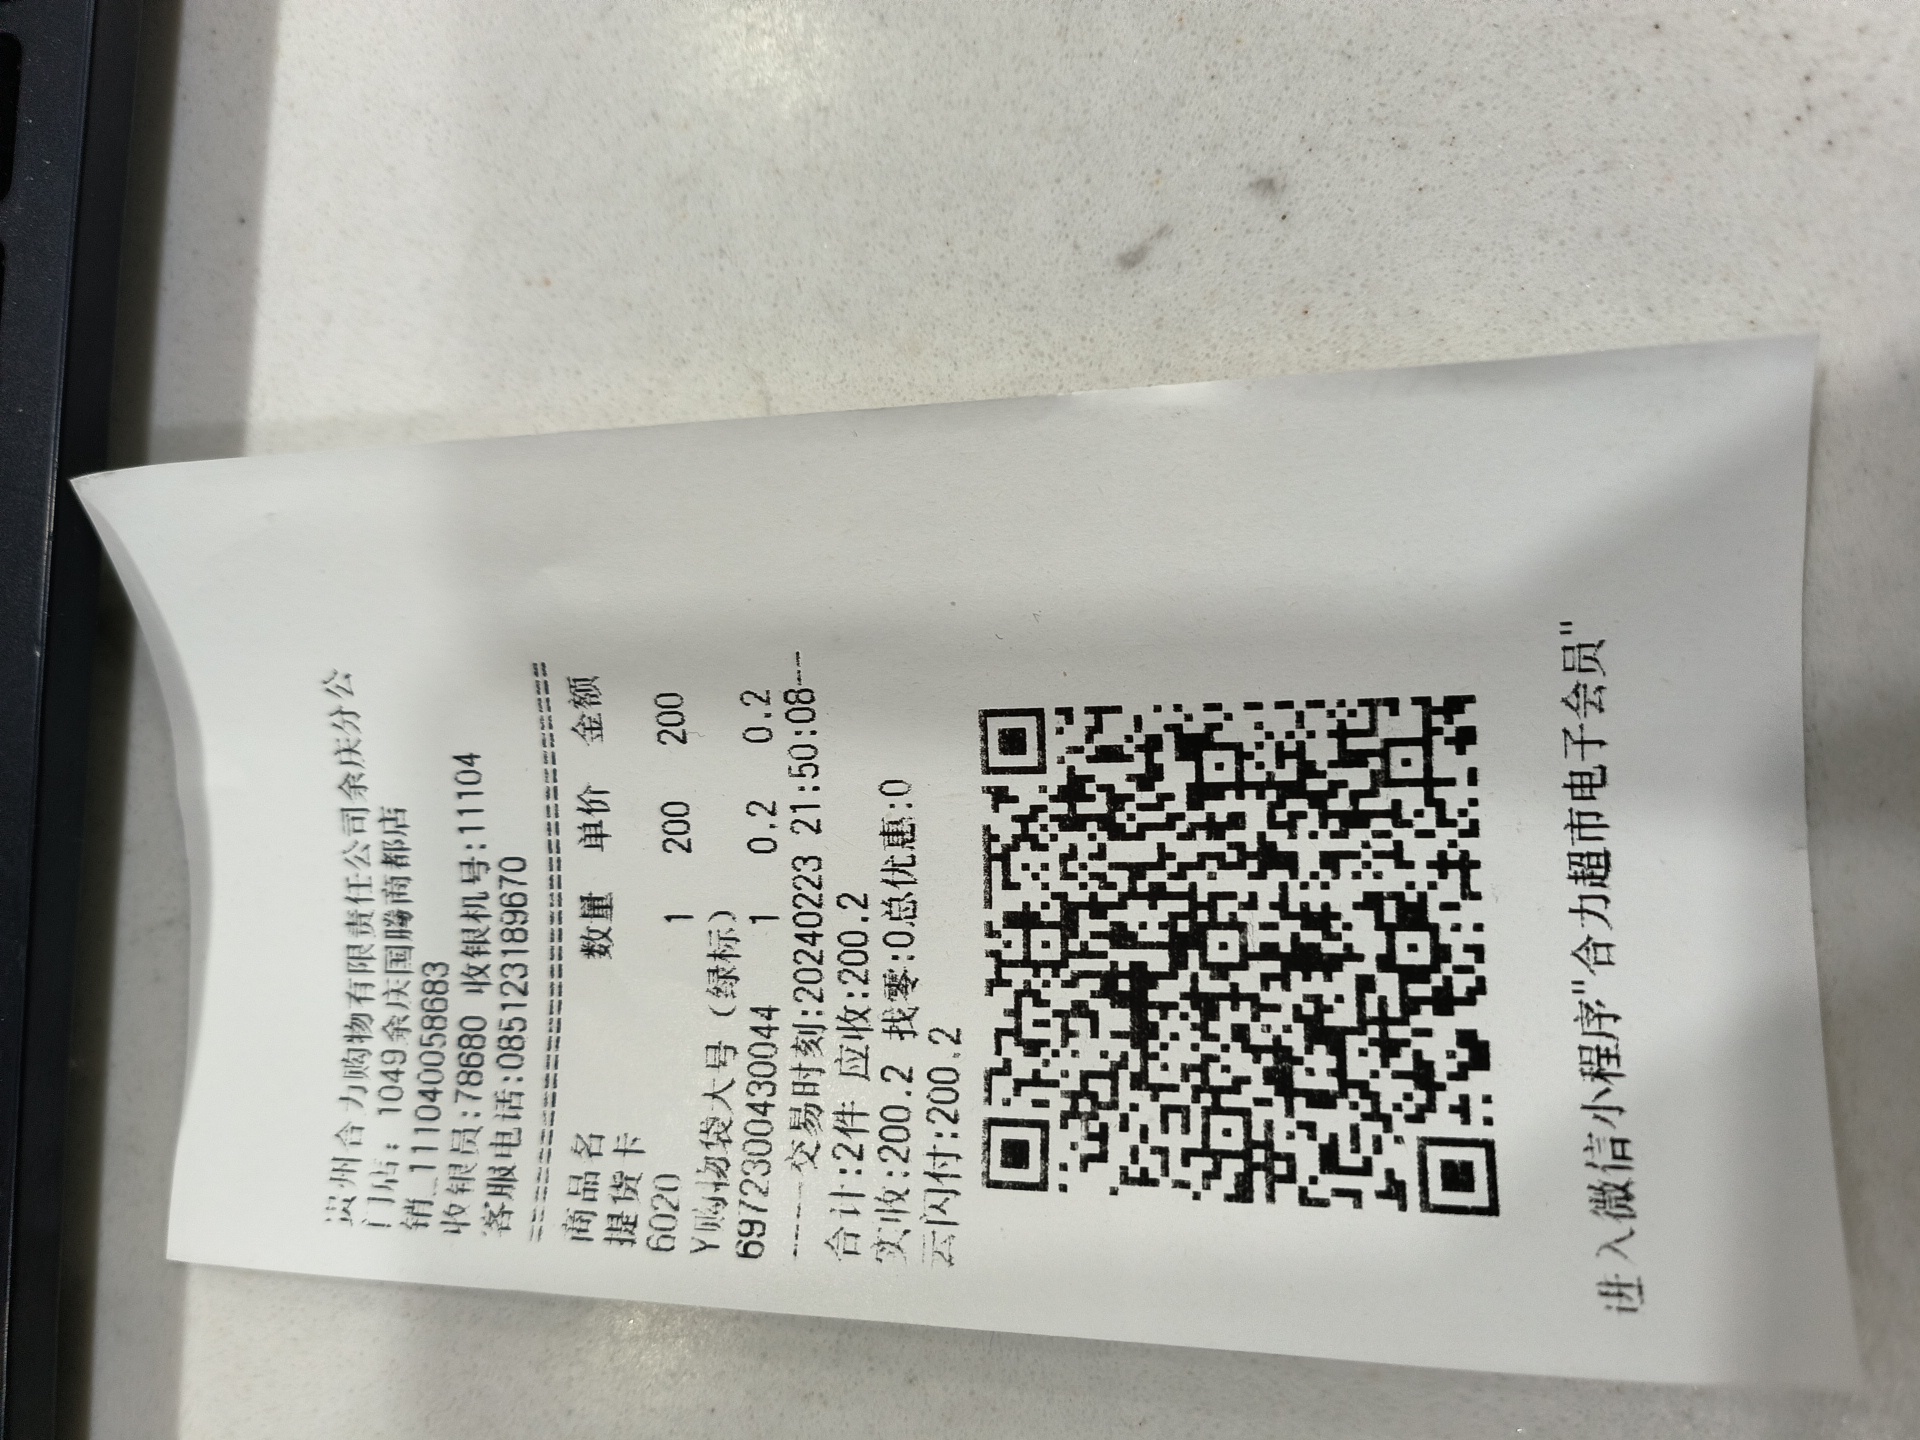 贵州合力购物有限责任公司余庆分公
门店: 1049余庆国腾商都店
销_111040058683
收银员:78680 收银机号:11104
客服电话:085123189670
================================
商品名 数量 单价 金额
提货卡
6020 1 200 200
Y购物袋大号（绿标）
6972300430044 1 0.2 0.2
-----交易时刻:20240223 21:50:08---
合计:2件 应收:200.2
实收:200.2 找零:0总优惠:0
云闪付:200.2
进入微信小程序"合力超市电子会员"